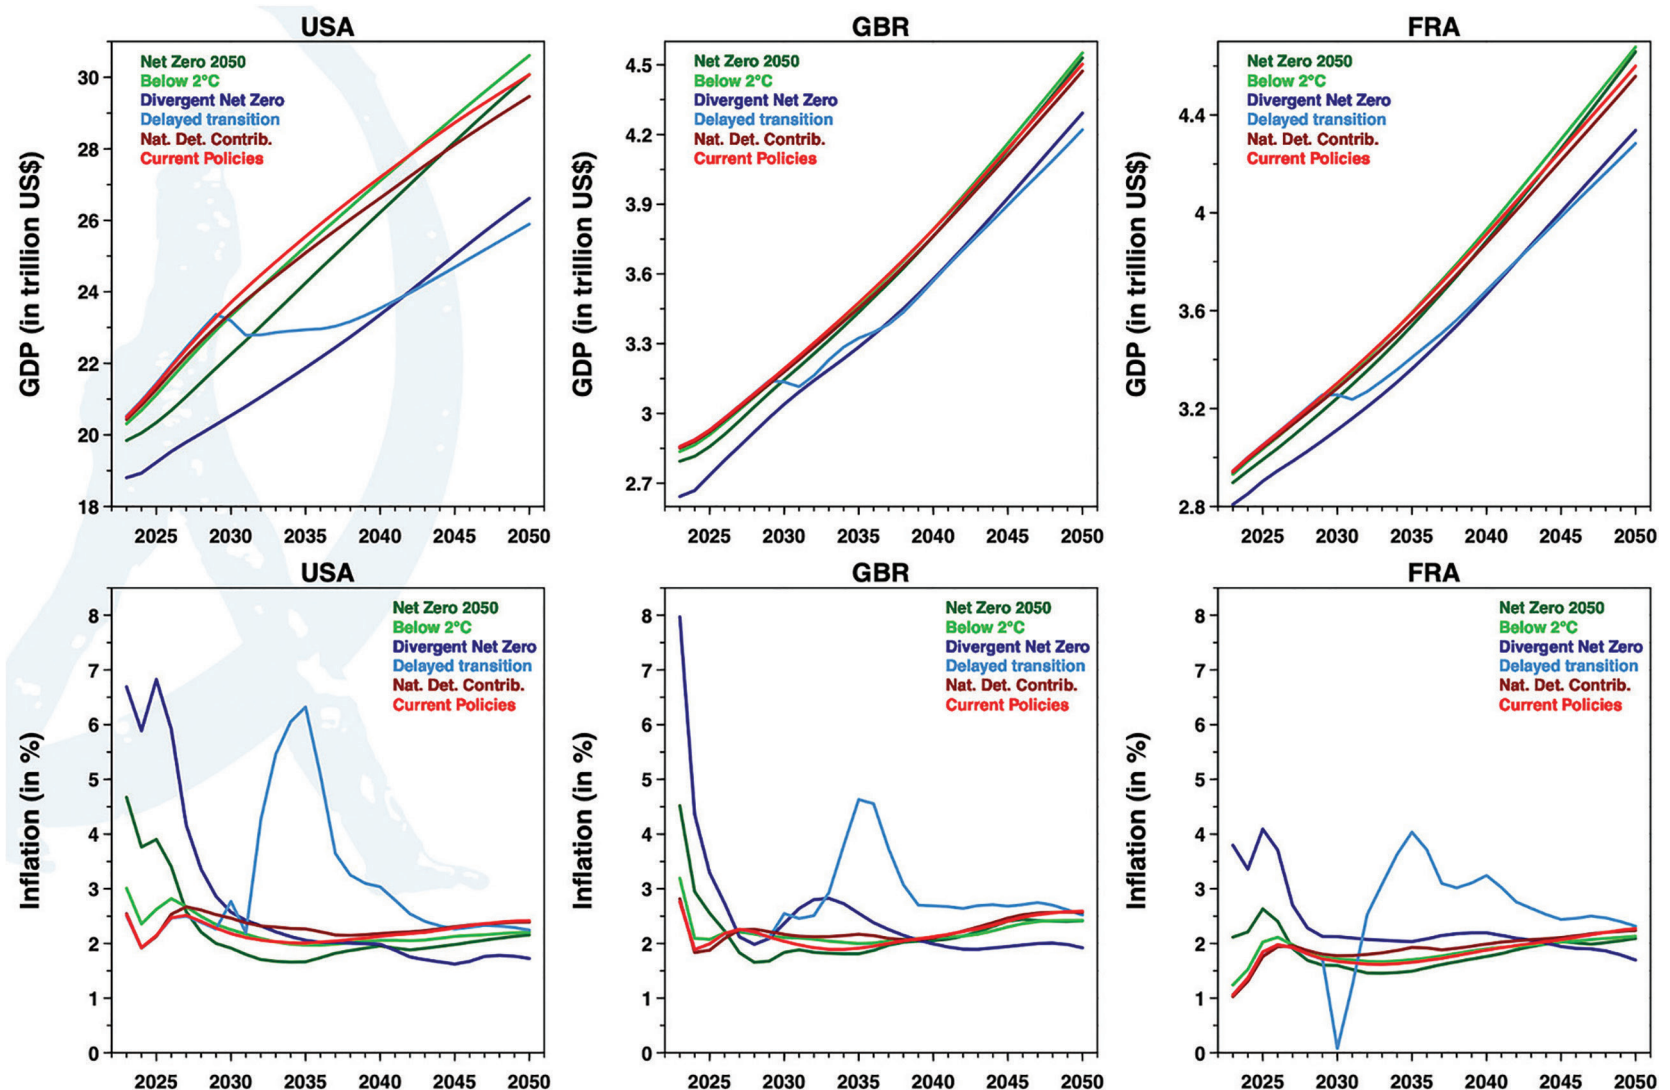 USA
GDP (in trillion US$)
30
28
26
24
22
20
18
Net Zero 2050
Below 2°C
Divergent Net Zero
Delayed transition
Nat. Det. Contrib.
Current Policies
2025 2030 2035 2040 2045 2050
GBR
GDP (in trillion US$)
4.5
4.2
3.9
3.6
3.3
3
2.7
Net Zero 2050
Below 2°C
Divergent Net Zero
Delayed transition
Nat. Det. Contrib.
Current Policies
2025 2030 2035 2040 2045 2050
FRA
GDP (in trillion US$)
4.4
4
3.6
3.2
2.8
Net Zero 2050
Below 2°C
Divergent Net Zero
Delayed transition
Nat. Det. Contrib.
Current Policies
2025 2030 2035 2040 2045 2050
USA
Inflation (in %)
8
7
6
5
4
3
2
1
0
Net Zero 2050
Below 2°C
Divergent Net Zero
Delayed transition
Nat. Det. Contrib.
Current Policies
2025 2030 2035 2040 2045 2050
GBR
Inflation (in %)
8
7
6
5
4
3
2
1
0
Net Zero 2050
Below 2°C
Divergent Net Zero
Delayed transition
Nat. Det. Contrib.
Current Policies
2025 2030 2035 2040 2045 2050
FRA
Inflation (in %)
8
7
6
5
4
3
2
1
0
Net Zero 2050
Below 2°C
Divergent Net Zero
Delayed transition
Nat. Det. Contrib.
Current Policies
2025 2030 2035 2040 2045 2050